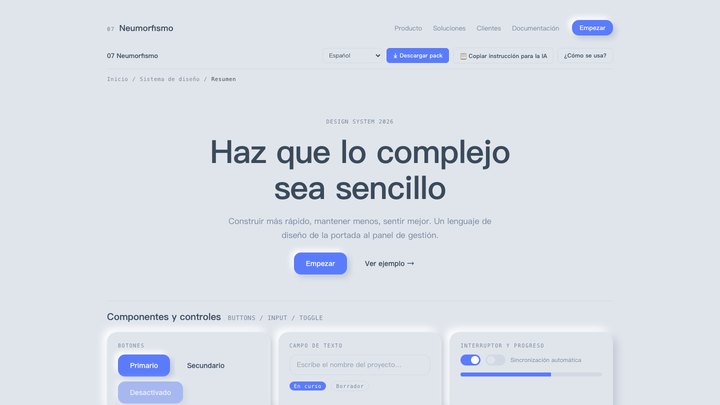 07 Neumorfismo
Producto Soluciones Clientes Documentación Empezar
07 Neumorfismo
Español ⤓ Descargar pack 📋 Copiar instrucción para la IA ¿Cómo se usa?
Inicio / Sistema de diseño / Resumen
DESIGN SYSTEM 2026
Haz que lo complejo
sea sencillo
Construir más rápido, mantener menos, sentir mejor. Un lenguaje de
diseño de la portada al panel de gestión.
Empezar Ver ejemplo →
Componentes y controles BUTTONS / INPUT / TOGGLE
BOTONES
Primario Secundario
Desactivado
CAMPO DE TEXTO
Escribe el nombre del proyecto...
En curso Borrador
INTERRUPTOR Y PROGRESO
Sincronización automática